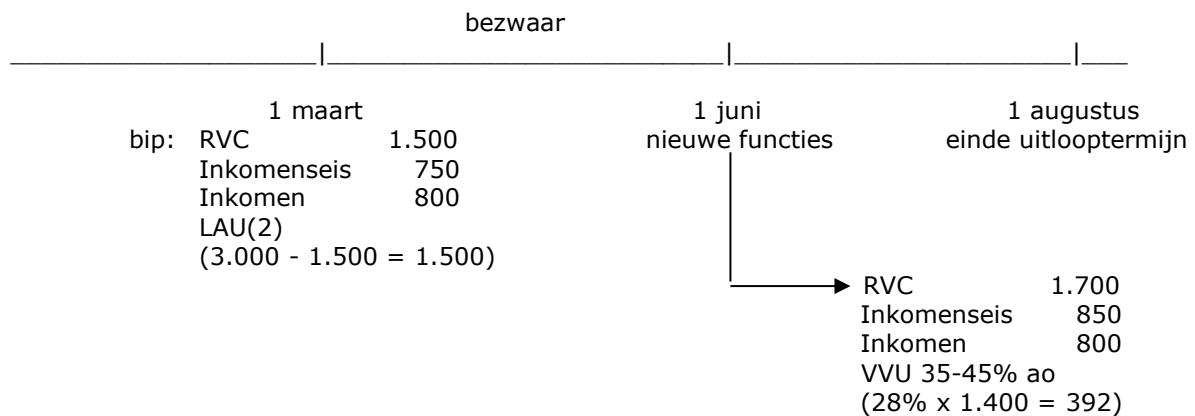 bezwaar
1 maart 1 juni 1 augustus
bip: RVC 1.500 nieuwe functies einde uitlooptermijn
Inkomenseis 750
Inkomen 800
LAU(2)
(3.000 - 1.500 = 1.500)
RVC 1.700
Inkomenseis 850
Inkomen 800
VVU 35-45% ao
(28% x 1.400 = 392)